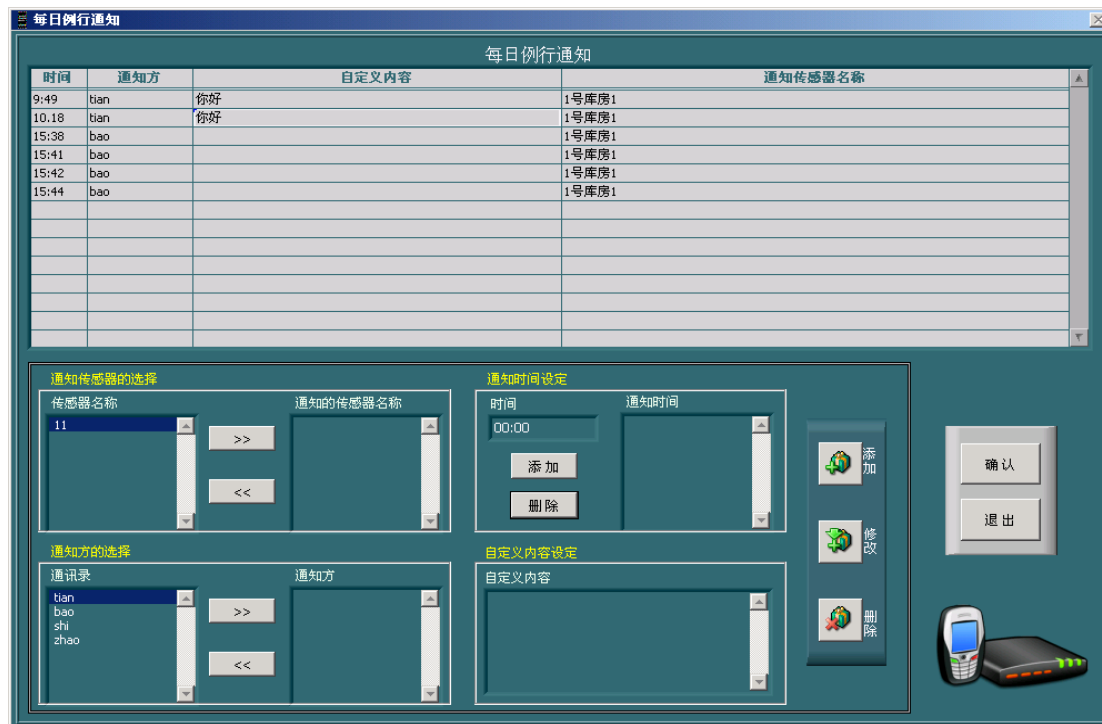 每日例行通知
每日例行通知
时间 通知方 自定义内容 通知传感器名称
9:49 tian 你好 1号库房1
10.18 tian 你好 1号库房1
15:38 bao 1号库房1
15:41 bao 1号库房1
15:42 bao 1号库房1
15:44 bao 1号库房1
通知传感器的选择
传感器名称 通知的传感器名称
11
>>
<<
通知时间设定
时间 通知时间
00:00
添加
删除
通知方的选择
通讯录 通知方
tian
bao
shi
zhao
>>
<<
自定义内容设定
自定义内容
添加
修改
删除
确认
退出